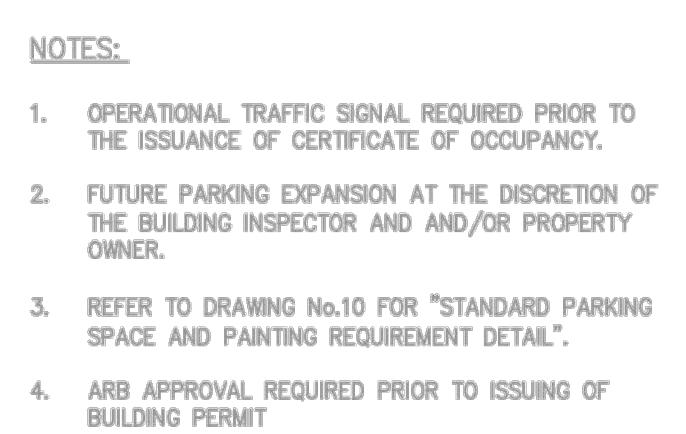 NOTES:
1. OPERATIONAL TRAFFIC SIGNAL REQUIRED PRIOR TO
THE ISSUANCE OF CERTIFICATE OF OCCUPANCY.
2. FUTURE PARKING EXPANSION AT THE DISCRETION OF
THE BUILDING INSPECTOR AND AND/OR PROPERTY
OWNER.
3. REFER TO DRAWING No.10 FOR "STANDARD PARKING
SPACE AND PAINTING REQUIREMENT DETAIL".
4. ARB APPROVAL REQUIRED PRIOR TO ISSUING OF
BUILDING PERMIT